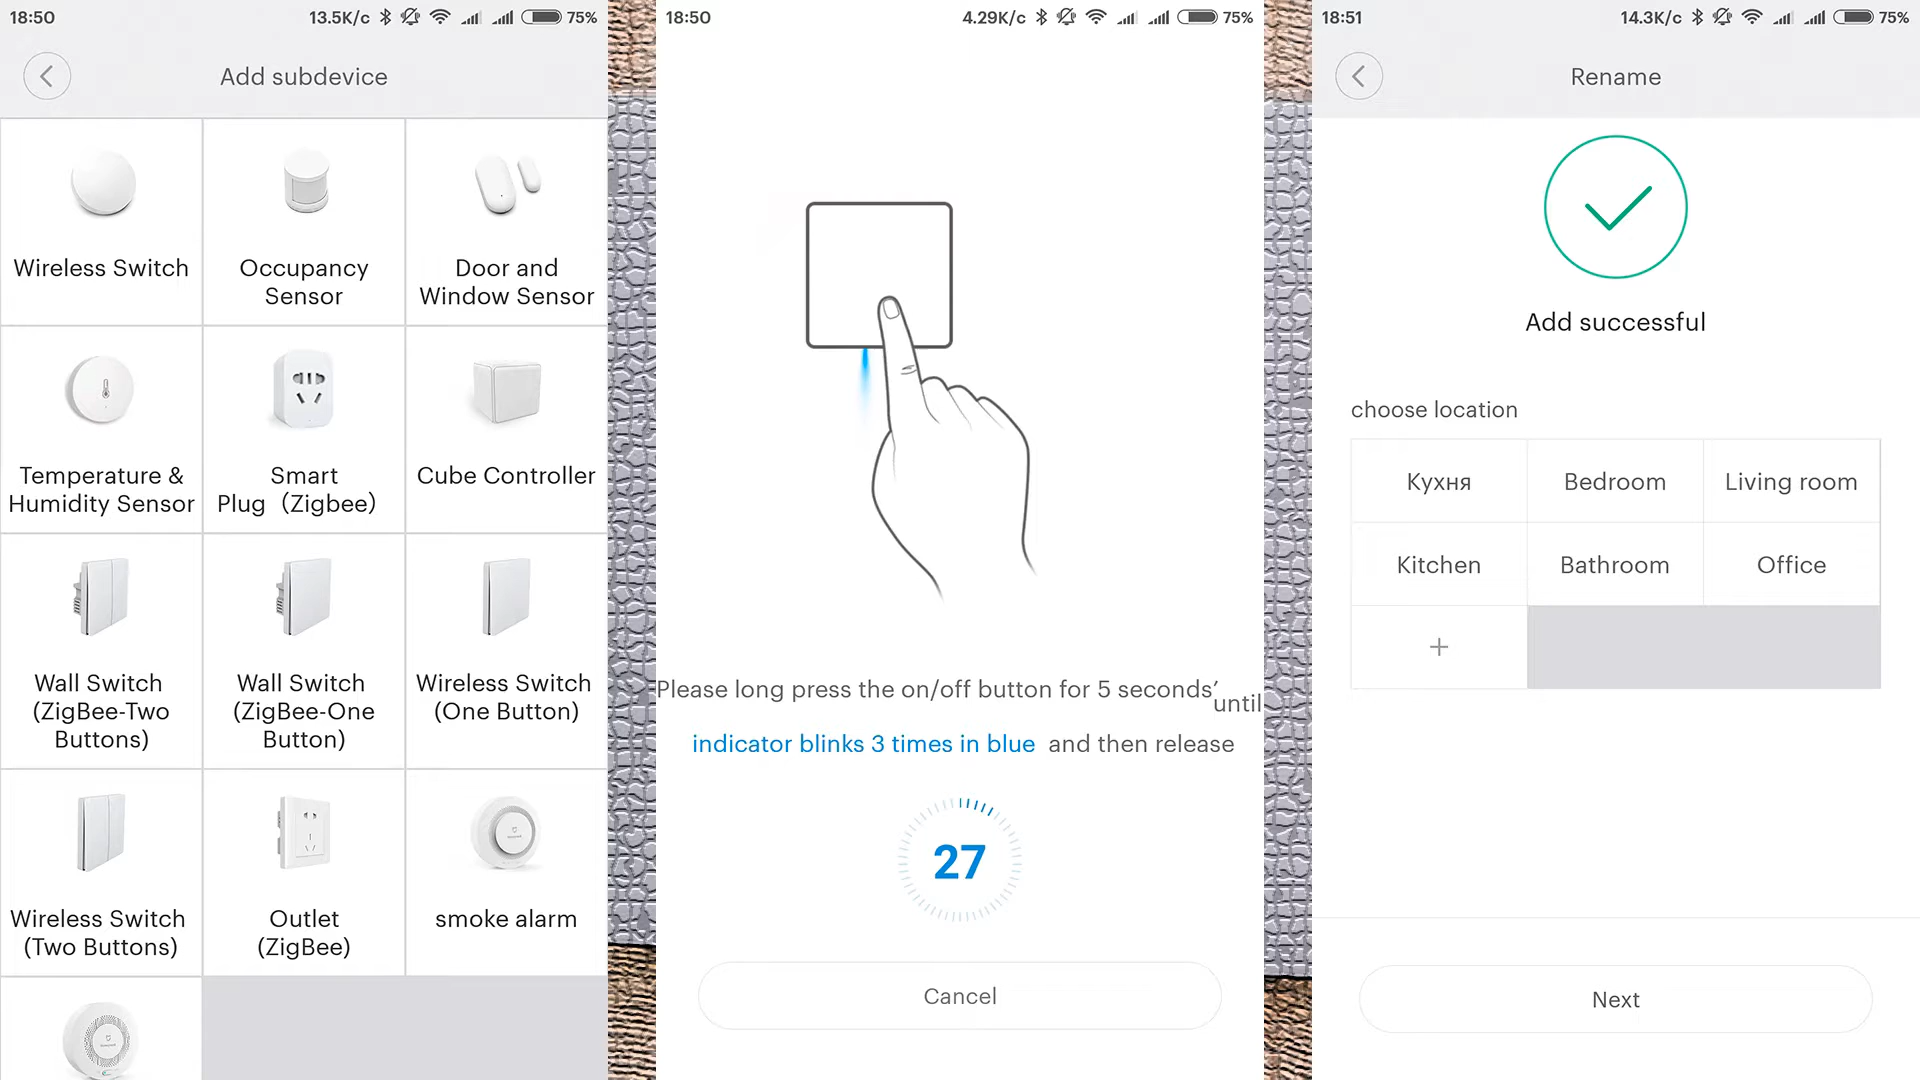 18:50
13.5K/c
75%
Add subdevice
Wireless Switch
Occupancy
Sensor
Door and
Window Sensor
Temperature &
Humidity Sensor
Smart
Plug（Zigbee）
Cube Controller
Wall Switch
(ZigBee-Two
Buttons)
Wall Switch
(ZigBee-One
Button)
Wireless Switch
(One Button)
Wireless Switch
(Two Buttons)
Outlet
(ZigBee)
smoke alarm
18:50
4.29K/c
75%
Please long press the on/off button for 5 seconds’ until
indicator blinks 3 times in blue and then release
27
Cancel
18:51
14.3K/c
75%
Rename
Add successful
choose location
Кухня
Bedroom
Living room
Kitchen
Bathroom
Office
+
Next